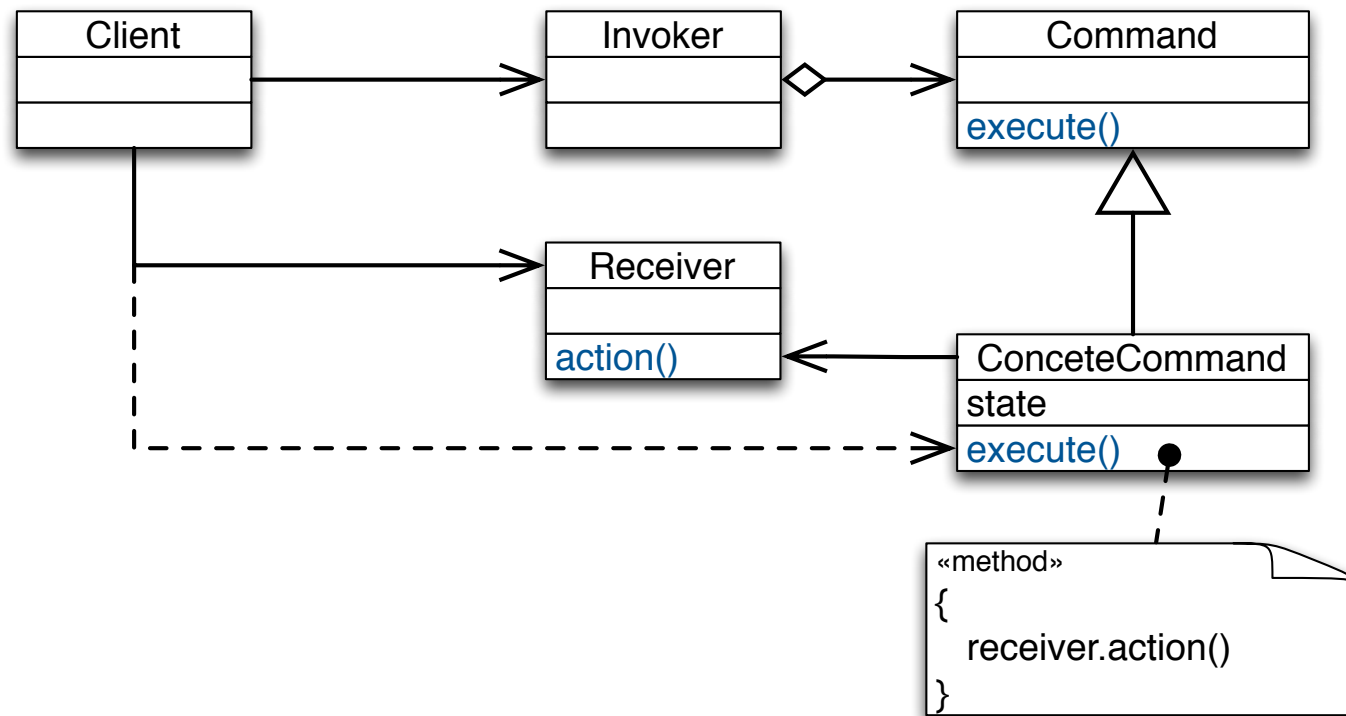 Client
Invoker
Command
execute()
Receiver
action()
ConceteCommand
state
execute()
«method»
{
receiver.action()
}